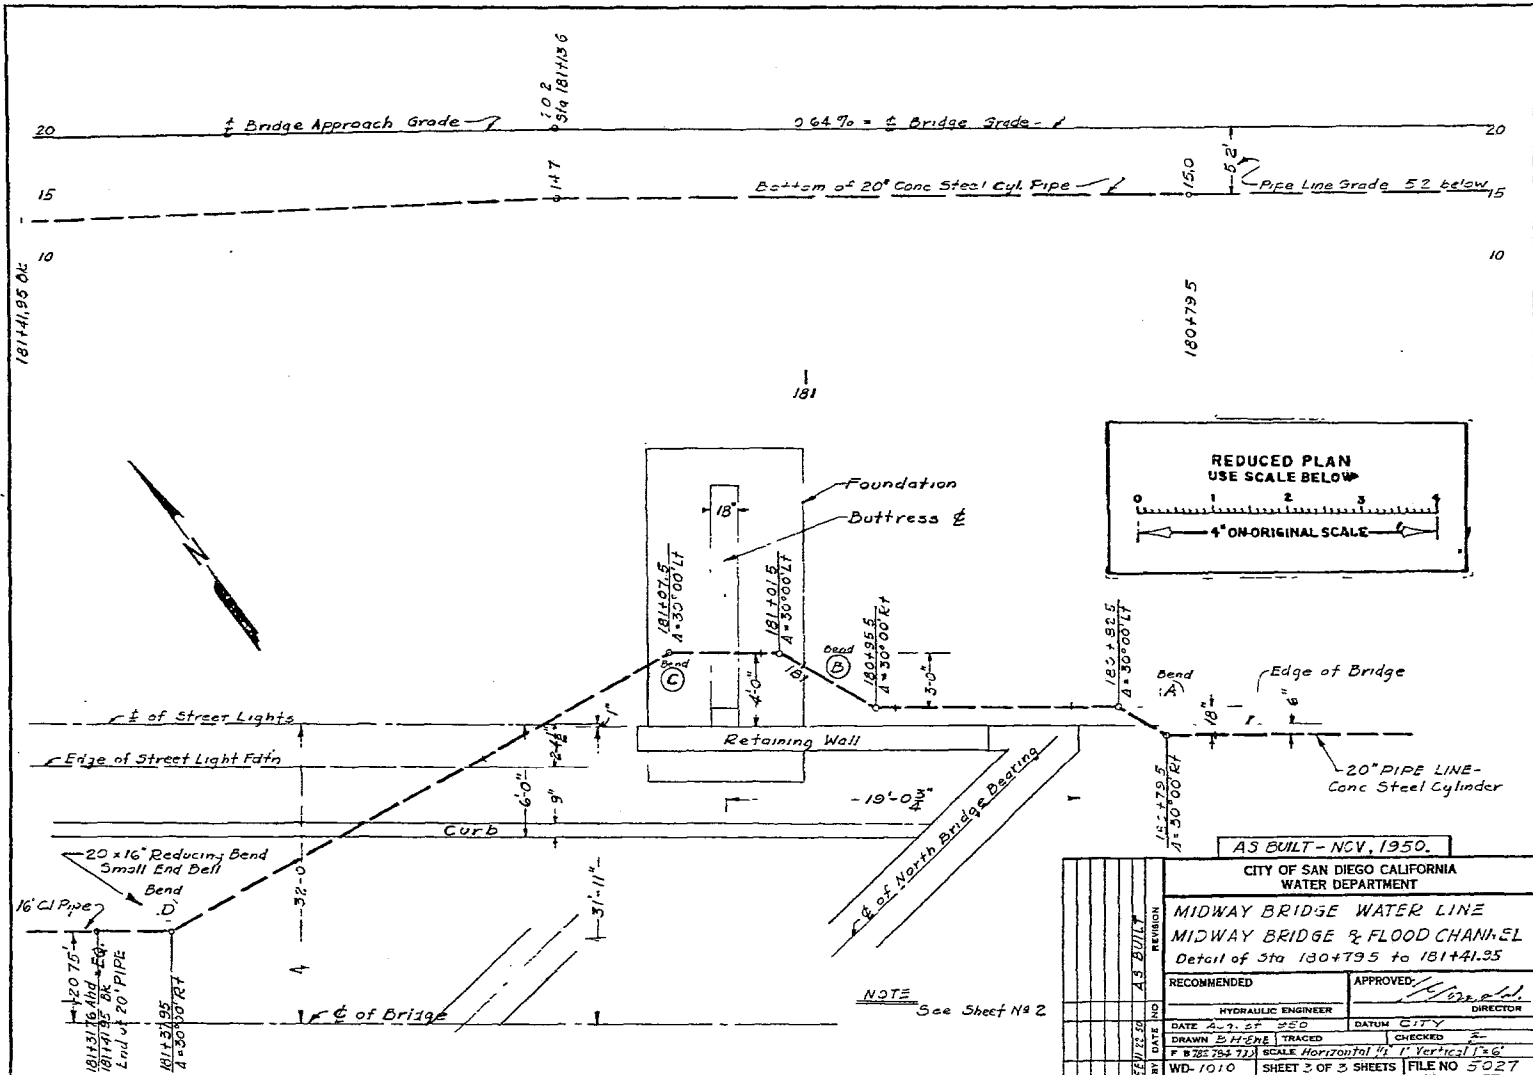 20
₵ Bridge Approach Grade
Sta 181+13.6
0.64% = ₵ Bridge Grade
20
15
14.7
Bottom of 20" Conc Steel Cyl. Pipe
15.0
5.2'
Pipe Line Grade 5.2 below
15
10
10
181+41.95 Bk
180+79.5
181
REDUCED PLAN
USE SCALE BELOW
0 1 2 3 4
4" ON ORIGINAL SCALE
N
Foundation
Buttress ₵
18"
181+07.5
Δ=30°00' Lt
181+01.5
Δ=30°00' Lt
180+95.5
Δ=30°00' Rt
180+82.5
Δ=30°00' Lt
Bend
C
Bend
B
181
4'-0"
3'-0"
Bend
(A)
Edge of Bridge
18"
6"
₵ of Street Lights
1"
Retaining Wall
Edge of Street Light Fdtn
2'-4½"
6'-0"
9"
19'-0¾"
20" PIPE LINE-
Conc Steel Cylinder
180+79.5
Δ=30°00' Rt
Curb
₵ of North Bridge Bearing
20 x 16" Reducing Bend
Small End Bell
Bend
"D"
16" CI Pipe
32'-0
31'-11"
20.75'
181+31.76 Ahd = EQ.
181+41.95 Bk
End of 20" PIPE
181+37.95
Δ=30°00' Rt
₵ of Bridge
NOTE
See Sheet Nº 2
AS BUILT - NOV, 1950.
CITY OF SAN DIEGO CALIFORNIA
WATER DEPARTMENT
MIDWAY BRIDGE WATER LINE
MIDWAY BRIDGE & FLOOD CHANNEL
Detail of Sta 180+79.5 to 181+41.95
RECOMMENDED
APPROVED:
HYDRAULIC ENGINEER
DIRECTOR
DATE August 1950
DATUM CITY
DRAWN
TRACED
CHECKED
SCALE Horizontal ¼" 1' Vertical 1"=6'
WD-1010
SHEET 3 OF 3 SHEETS
FILE NO 5027
AS BUILT
REVISION
NO
DATE
BY